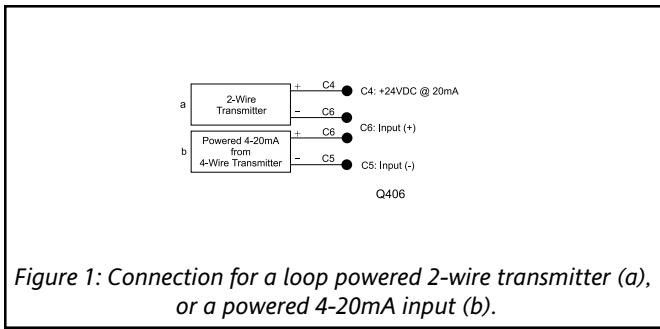 a
2-Wire
Transmitter
+ C4
C4: +24VDC @ 20mA
– C6
C6: Input (+)
b
Powered 4-20mA
from
4-Wire Transmitter
+ C6
– C5
C5: Input (-)
Q406
Figure 1: Connection for a loop powered 2-wire transmitter (a),
or a powered 4-20mA input (b).